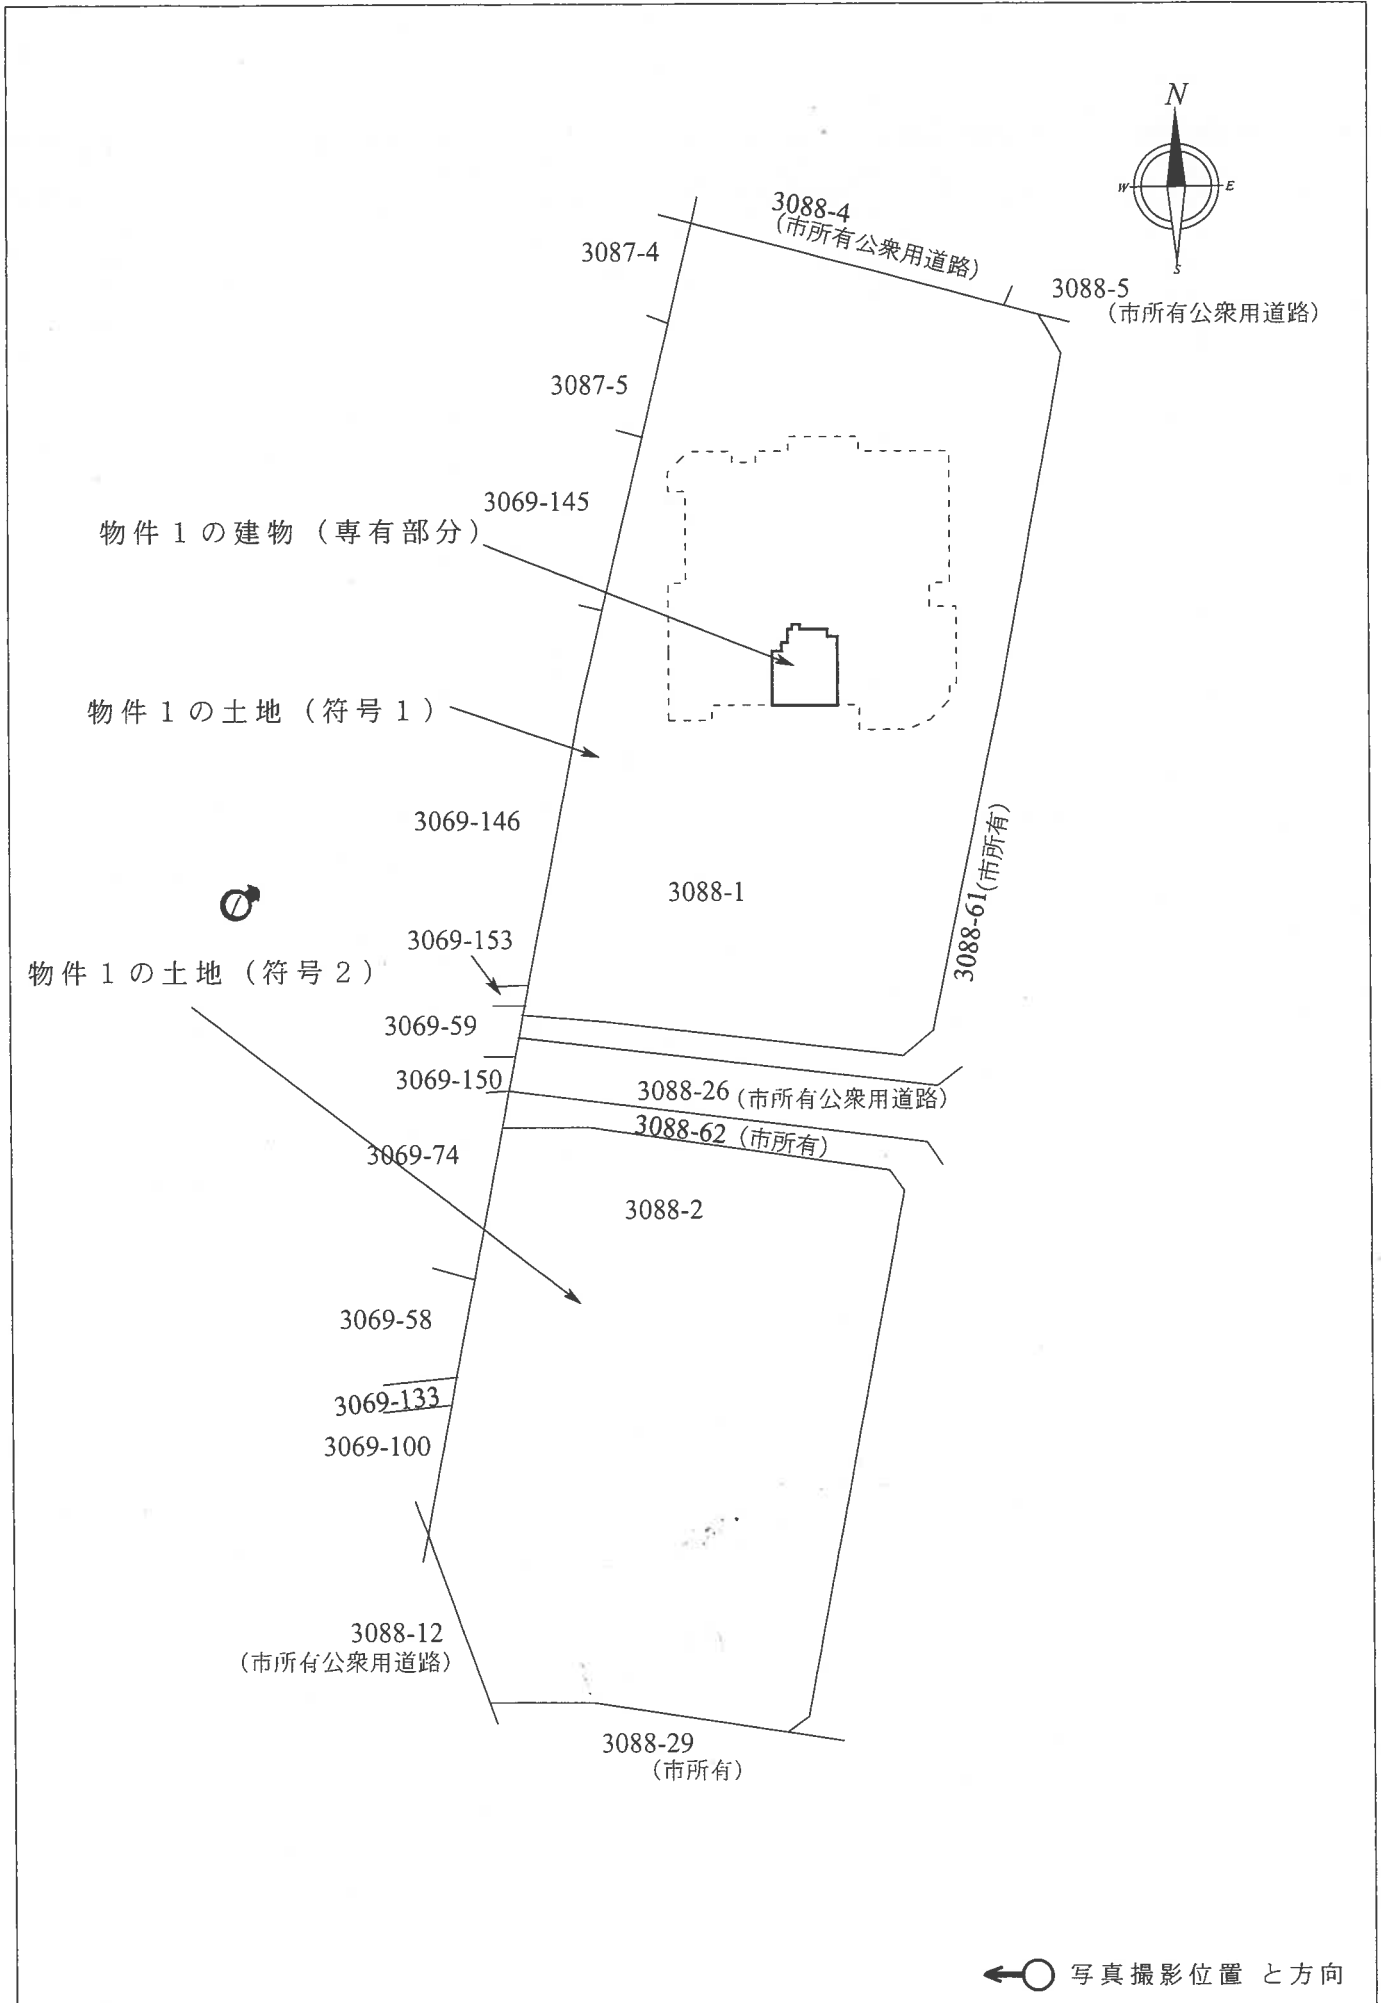 N
W
E
S
3088-4
(市所有公衆用道路)
3087-4
3088-5
(市所有公衆用道路)
3087-5
3069-145
物件1の建物（専有部分）
物件1の土地（符号1）
3069-146
3088-61(市所有)
3088-1
①
3069-153
物件1の土地（符号2）
3069-59
3069-150
3088-26 (市所有公衆用道路)
3088-62 (市所有)
3069-74
3088-2
3069-58
3069-133
3069-100
3088-12
(市所有公衆用道路)
3088-29
(市所有)
写真撮影位置 と方向